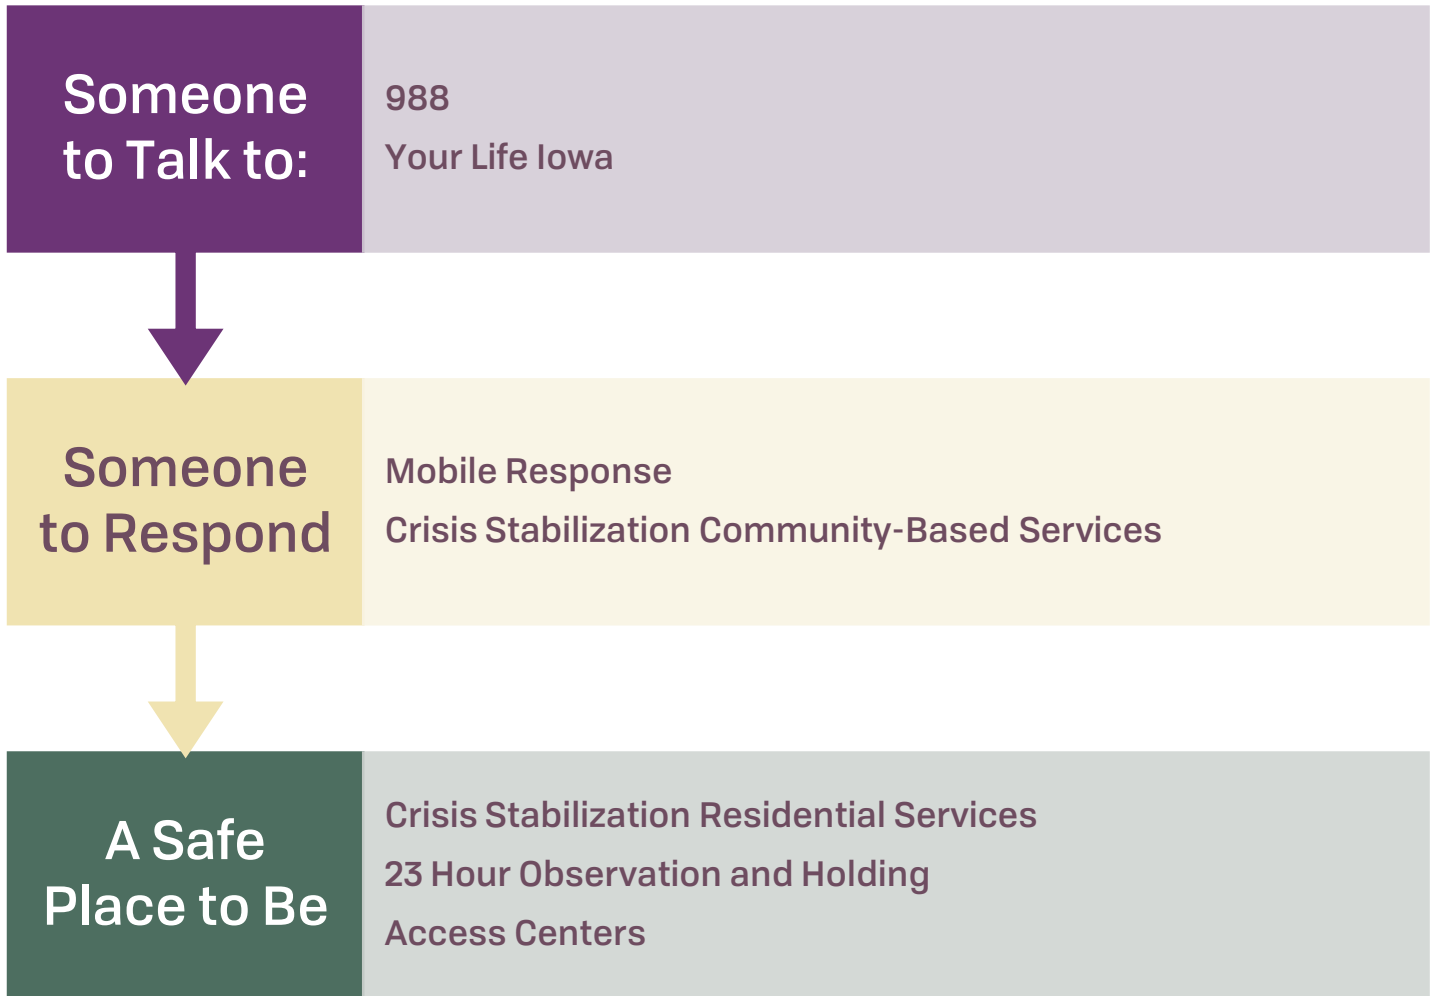 Someone
to Talk to:
988
Your Life Iowa
Someone
to Respond
Mobile Response
Crisis Stabilization Community-Based Services
A Safe
Place to Be
Crisis Stabilization Residential Services
23 Hour Observation and Holding
Access Centers